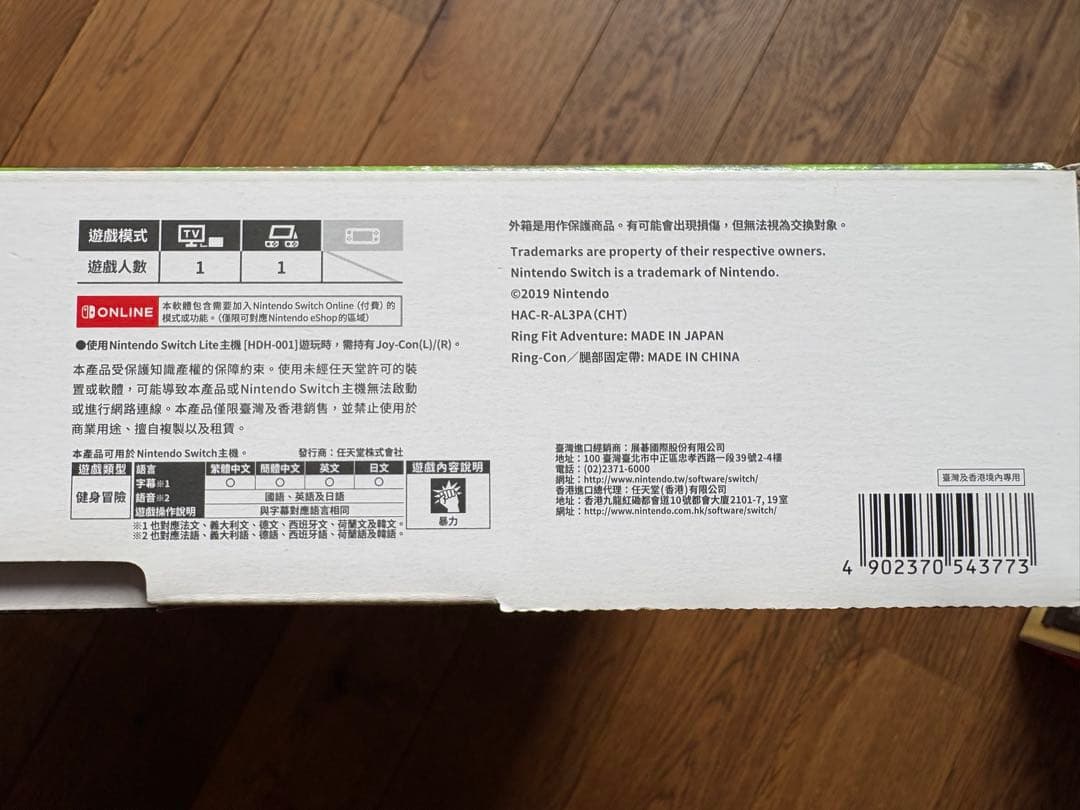 遊戲模式 TV
遊戲人數 1 1
ONLINE 本軟體包含需要加入Nintendo Switch Online（付費）的
模式或功能。（僅限可對應Nintendo eShop的區域）
●使用Nintendo Switch Lite主機 [HDH-001]遊玩時，需持有Joy-Con(L)/(R)。
本產品受保護知識產權的保障約束。使用未經任天堂許可的裝
置或軟體，可能導致本產品或Nintendo Switch主機無法啟動
或進行網路連線。本產品僅限臺灣及香港銷售，並禁止使用於
商業用途、擅自複製以及租賃。
本產品可用於Nintendo Switch主機。 發行商：任天堂株式會社
遊戲類型 語言 繁體中文 簡體中文 英文 日文 遊戲內容說明
健身冒險 字幕※1 ○ ○ ○ ○
語音※2 國語、英語及日語
遊戲操作說明 與字幕對應語言相同
暴力
※1 也對應法文、義大利文、德文、西班牙文、荷蘭文及韓文。
※2 也對應法語、義大利語、德語、西班牙語、荷蘭語及韓語。
外箱是用作保護商品。有可能會出現損傷，但無法視為交換對象。
Trademarks are property of their respective owners.
Nintendo Switch is a trademark of Nintendo.
©2019 Nintendo
HAC-R-AL3PA(CHT)
Ring Fit Adventure: MADE IN JAPAN
Ring-Con／腿部固定帶: MADE IN CHINA
臺灣進口經銷商：展碁國際股份有限公司
地址：100 臺灣臺北市中正區忠孝西路一段39號2-4樓
電話：(02)2371-6000
網址：http://www.nintendo.tw/software/switch/
香港進口總代理：任天堂(香港)有限公司
地址：香港九龍紅磡都會道10號都會大廈2101-7, 19室
網址：http://www.nintendo.com.hk/software/switch/
臺灣及香港境內專用
4 902370 543773